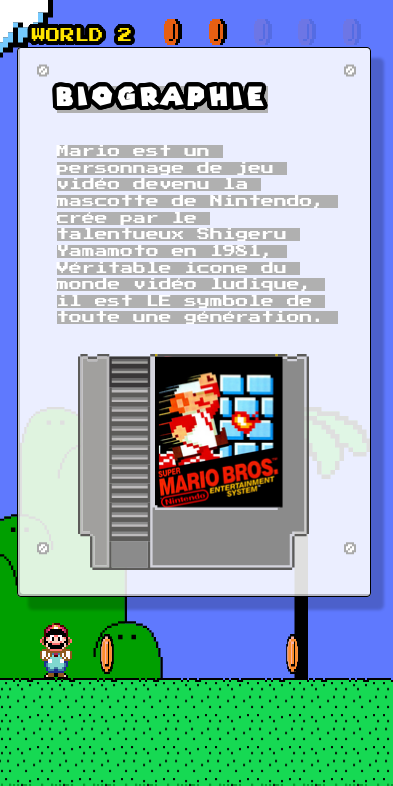 WORLD 2
BIOGRAPHIE
Mario est un
personnage de jeu
vidéo devenu la
mascotte de Nintendo,
crée par le
talentueux Shigeru
Yamamoto en 1981,
Véritable icone du
monde vidéo ludique,
il est LE symbole de
toute une génération.
SUPER
MARIO BROS.
Nintendo
ENTERTAINMENT
SYSTEM